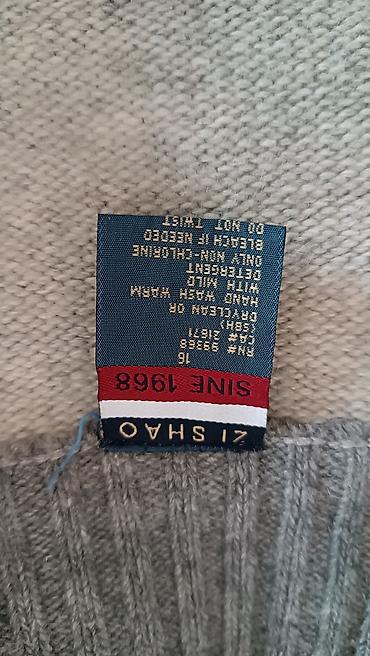 ZI SHAO
SINE 1968
16
RN# 99368
CA# 21671
(SBH)
DRYCLEAN OR
HAND WASH WARM
WITH MILD
DETERGENT
ONLY NON-CHLORINE
BLEACH IF NEEDED
DO NOT TWIST